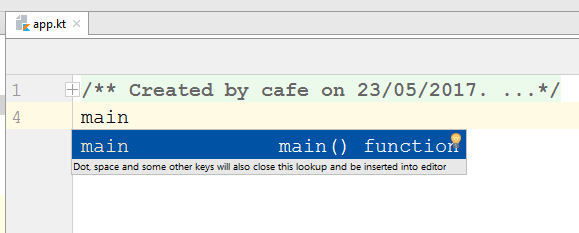 app.kt
1 /** Created by cafe on 23/05/2017. ...*/
4 main
main main() function
Dot, space and some other keys will also close this lookup and be inserted into editor